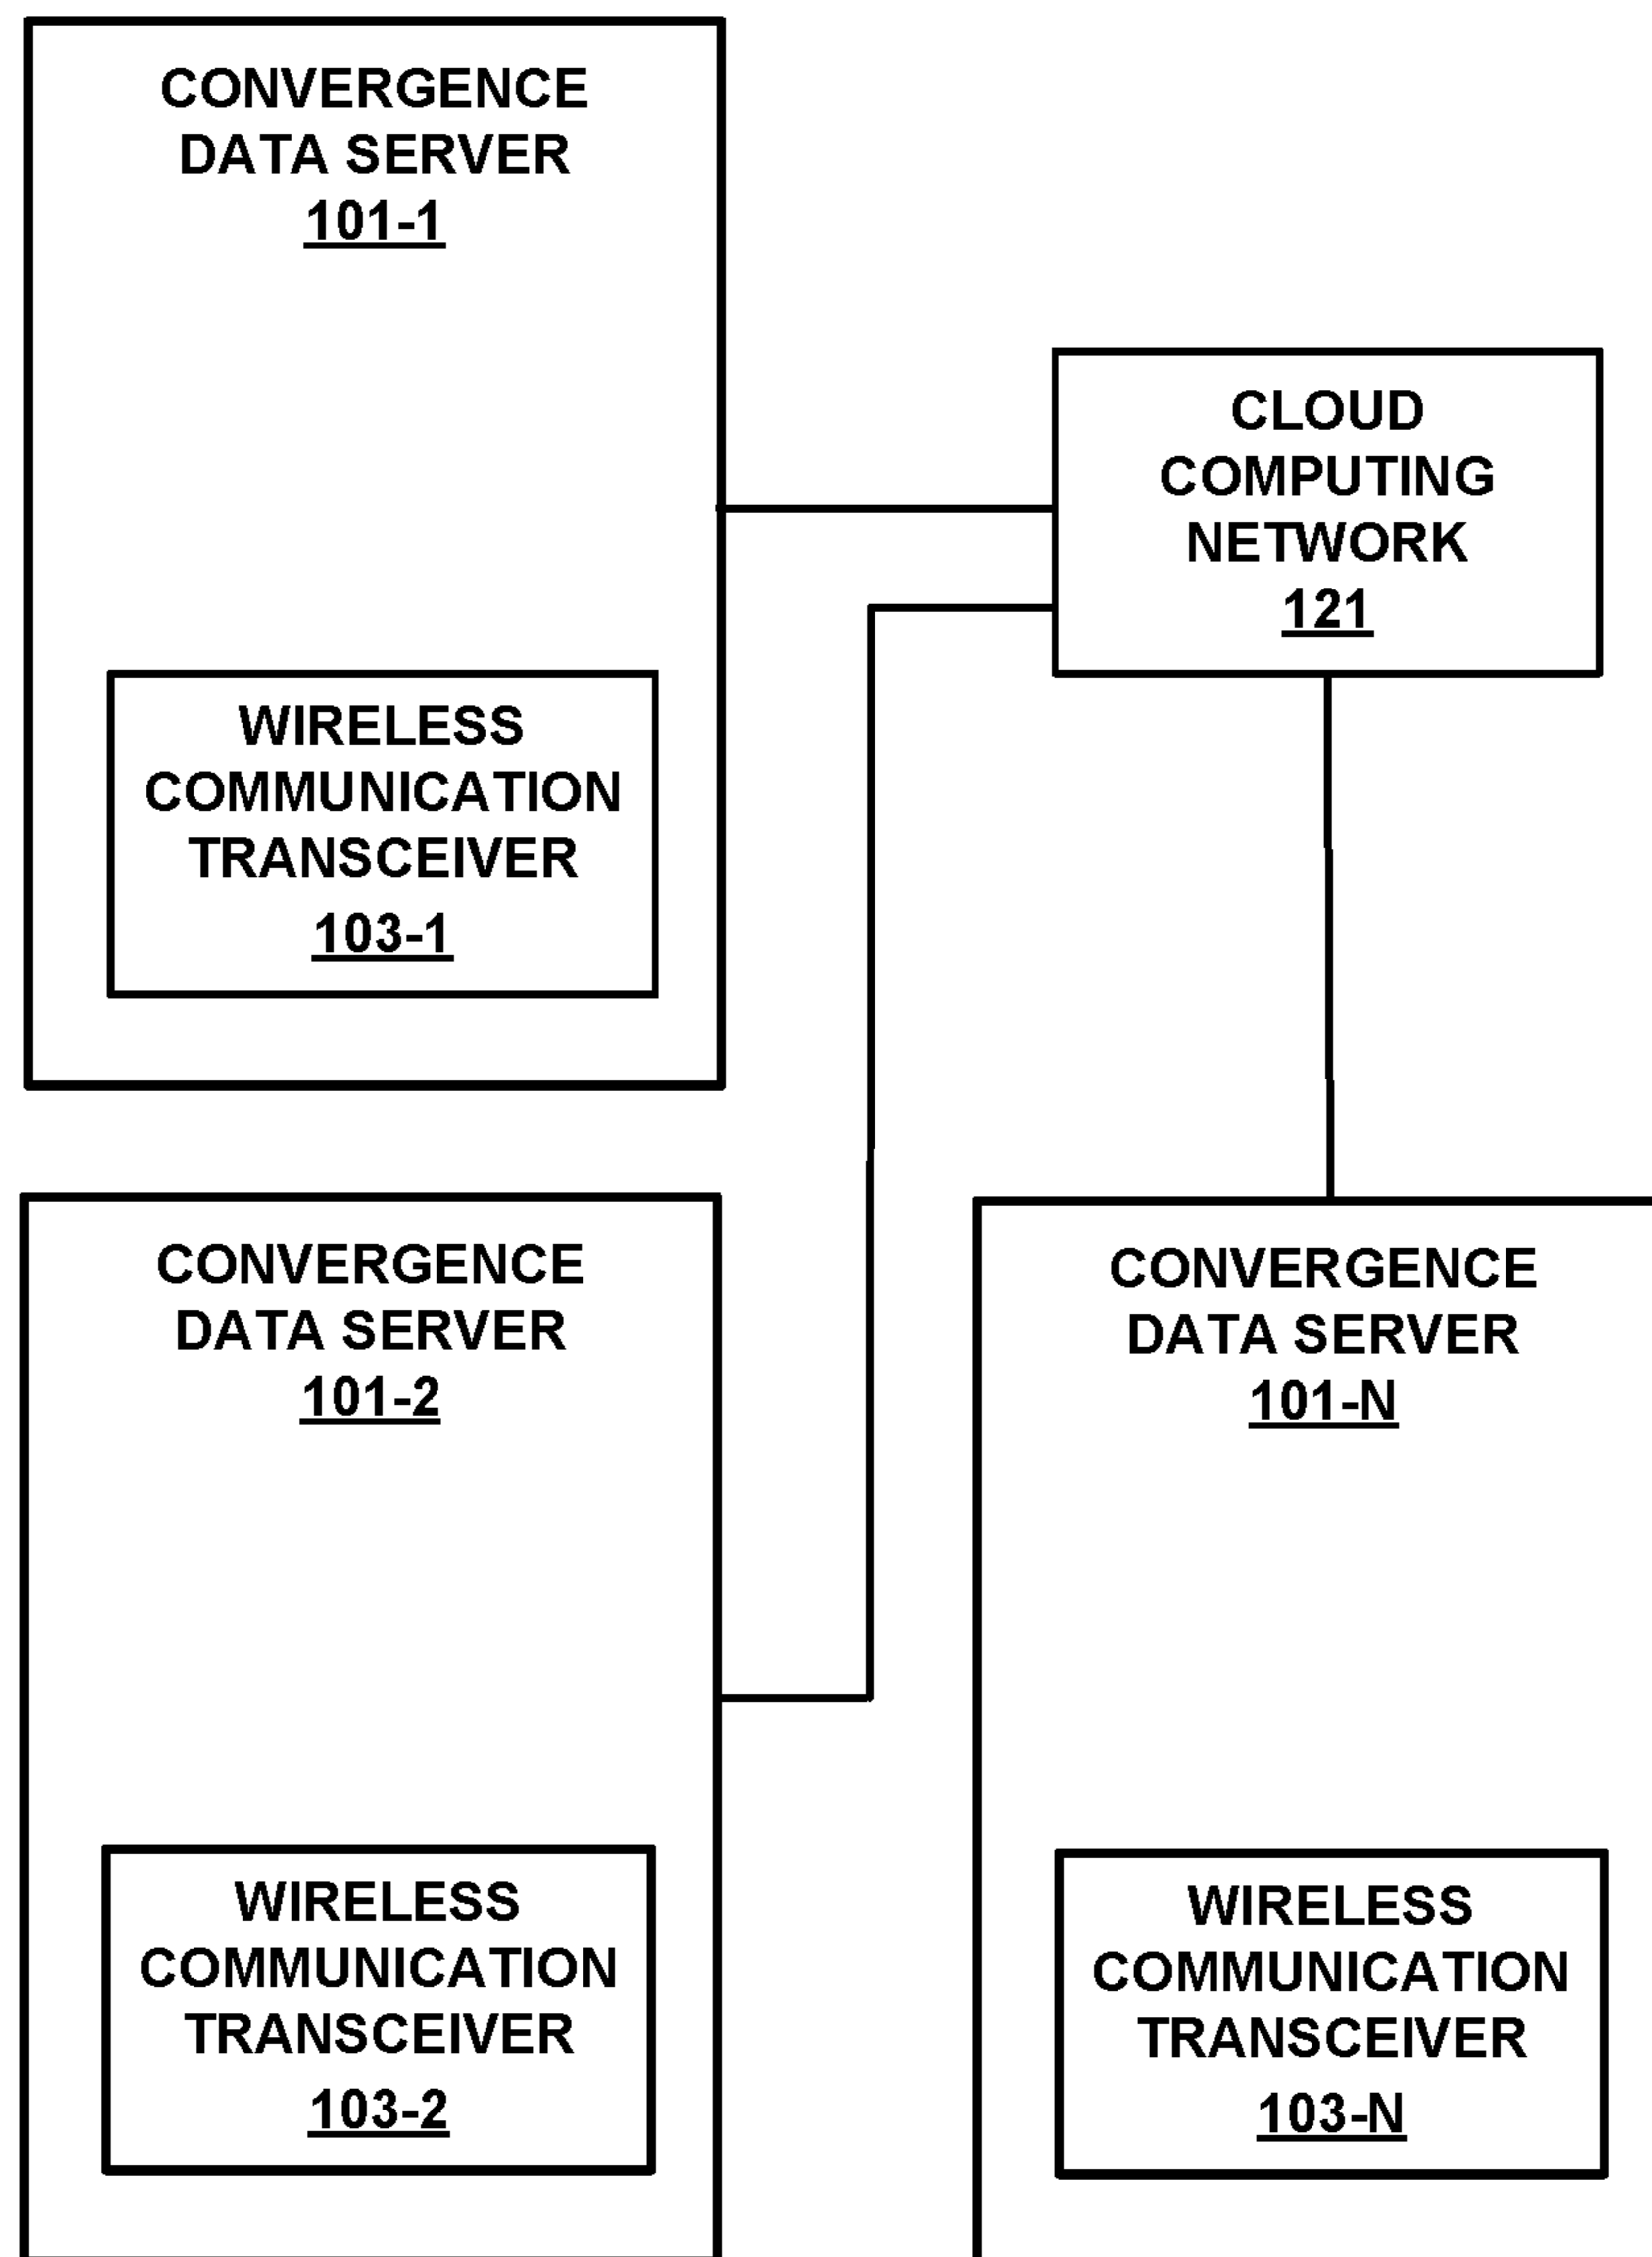 CONVERGENCE
DATA SERVER
101-1
WIRELESS
COMMUNICATION
TRANSCEIVER
103-1
CLOUD
COMPUTING
NETWORK
121
CONVERGENCE
DATA SERVER
101-2
WIRELESS
COMMUNICATION
TRANSCEIVER
103-2
CONVERGENCE
DATA SERVER
101-N
WIRELESS
COMMUNICATION
TRANSCEIVER
103-N